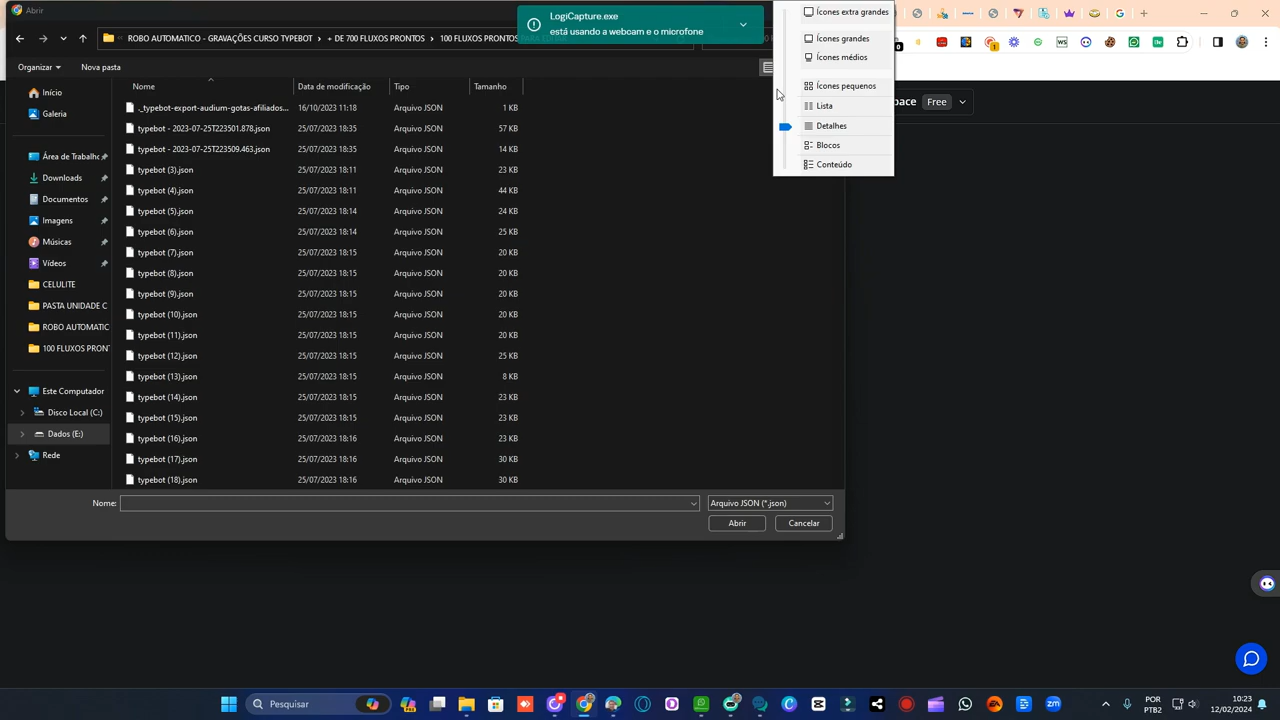 Abrir
LogiCapture.exe
está usando a webcam e o microfone
ROBO AUTOMATICO - GRAVAÇÕES CURSO TYPEBOT > + DE 700 FLUXOS PRONTOS > 100 FLUXOS PRONTOS
Organizar
Nova pasta
Nome
Data de modificação
Tipo
Tamanho
Início
Galeria
Área de Trabalho
Downloads
Documentos
Imagens
Músicas
Vídeos
CELULITE
PASTA UNIDADE C
ROBO AUTOMATIC
100 FLUXOS PRONT
Este Computador
Disco Local (C:)
Dados (E:)
Rede
._typebot-export-audium-gotas-afiliados... 16/10/2023 11:18 Arquivo JSON 1 KB
typebot - 2023-07-25T223501.878.json 25/07/2023 18:35 Arquivo JSON 57 KB
typebot - 2023-07-25T223509.463.json 25/07/2023 18:35 Arquivo JSON 14 KB
typebot (3).json 25/07/2023 18:11 Arquivo JSON 23 KB
typebot (4).json 25/07/2023 18:11 Arquivo JSON 44 KB
typebot (5).json 25/07/2023 18:14 Arquivo JSON 24 KB
typebot (6).json 25/07/2023 18:14 Arquivo JSON 25 KB
typebot (7).json 25/07/2023 18:15 Arquivo JSON 20 KB
typebot (8).json 25/07/2023 18:15 Arquivo JSON 20 KB
typebot (9).json 25/07/2023 18:15 Arquivo JSON 20 KB
typebot (10).json 25/07/2023 18:15 Arquivo JSON 20 KB
typebot (11).json 25/07/2023 18:15 Arquivo JSON 20 KB
typebot (12).json 25/07/2023 18:15 Arquivo JSON 25 KB
typebot (13).json 25/07/2023 18:15 Arquivo JSON 8 KB
typebot (14).json 25/07/2023 18:15 Arquivo JSON 23 KB
typebot (15).json 25/07/2023 18:15 Arquivo JSON 23 KB
typebot (16).json 25/07/2023 18:16 Arquivo JSON 23 KB
typebot (17).json 25/07/2023 18:16 Arquivo JSON 30 KB
typebot (18).json 25/07/2023 18:16 Arquivo JSON 30 KB
Nome:
Arquivo JSON (*.json)
Abrir
Cancelar
Ícones extra grandes
Ícones grandes
Ícones médios
Ícones pequenos
Lista
Detalhes
Blocos
Conteúdo
pace
Free
Pesquisar
POR
PTB2
10:23
12/02/2024